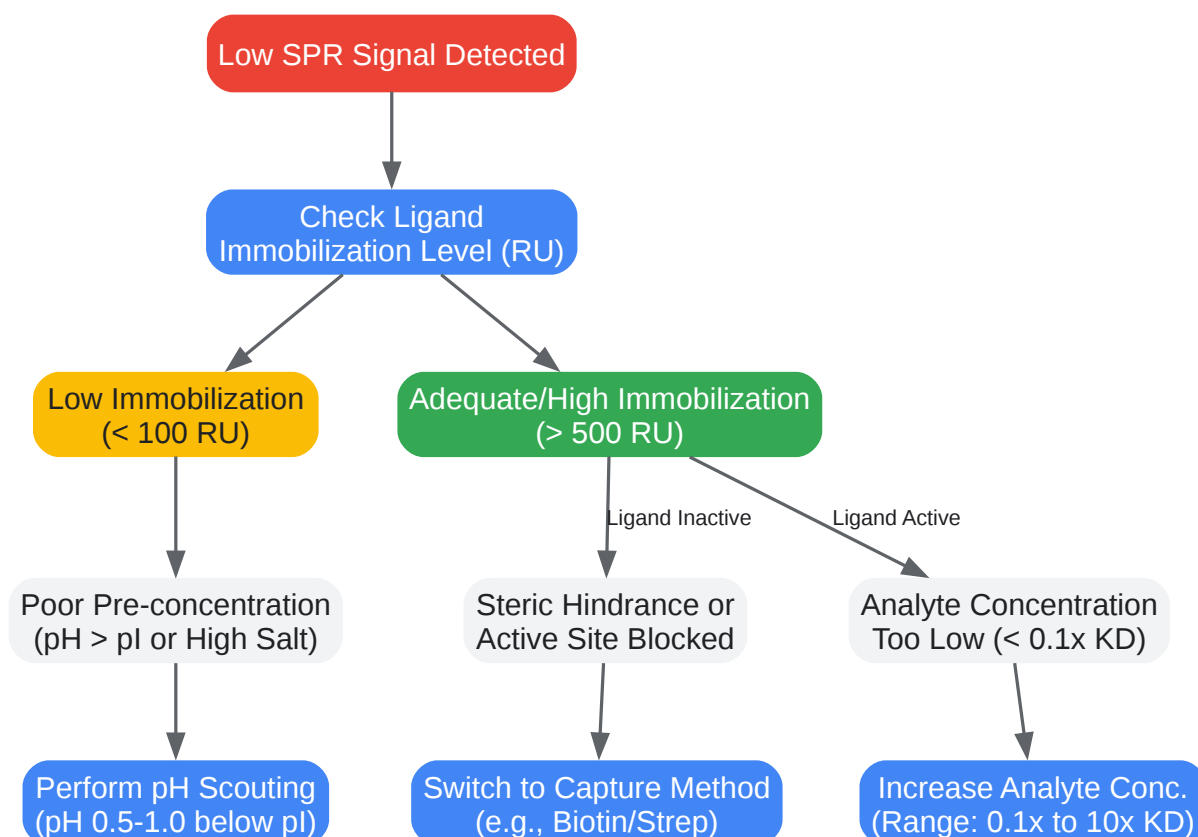 Low SPR Signal Detected
Check Ligand
Immobilization Level (RU)
Low Immobilization
(< 100 RU)
Adequate/High Immobilization
(> 500 RU)
Ligand Inactive
Ligand Active
Poor Pre-concentration
(pH > pI or High Salt)
Steric Hindrance or
Active Site Blocked
Analyte Concentration
Too Low (< 0.1x KD)
Perform pH Scouting
(pH 0.5-1.0 below pI)
Switch to Capture Method
(e.g., Biotin/Strep)
Increase Analyte Conc.
(Range: 0.1x to 10x KD)